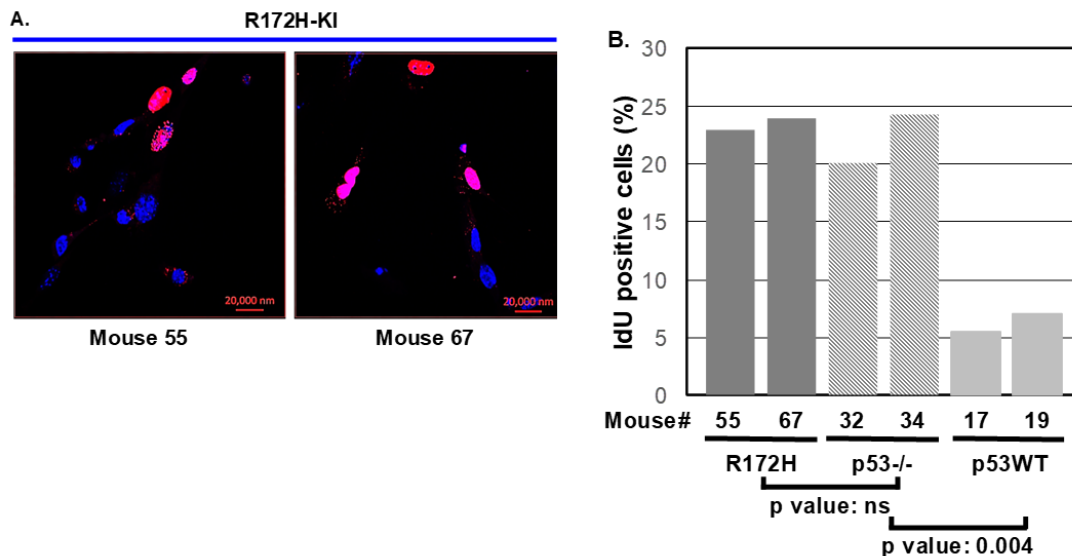 A.
R172H-KI
20,000 nm
20,000 nm
Mouse 55
Mouse 67
B.
IdU positive cells (%)
30
25
20
15
10
5
0
Mouse# 55 67 32 34 17 19
R172H p53-/- p53WT
p value: ns
p value: 0.004